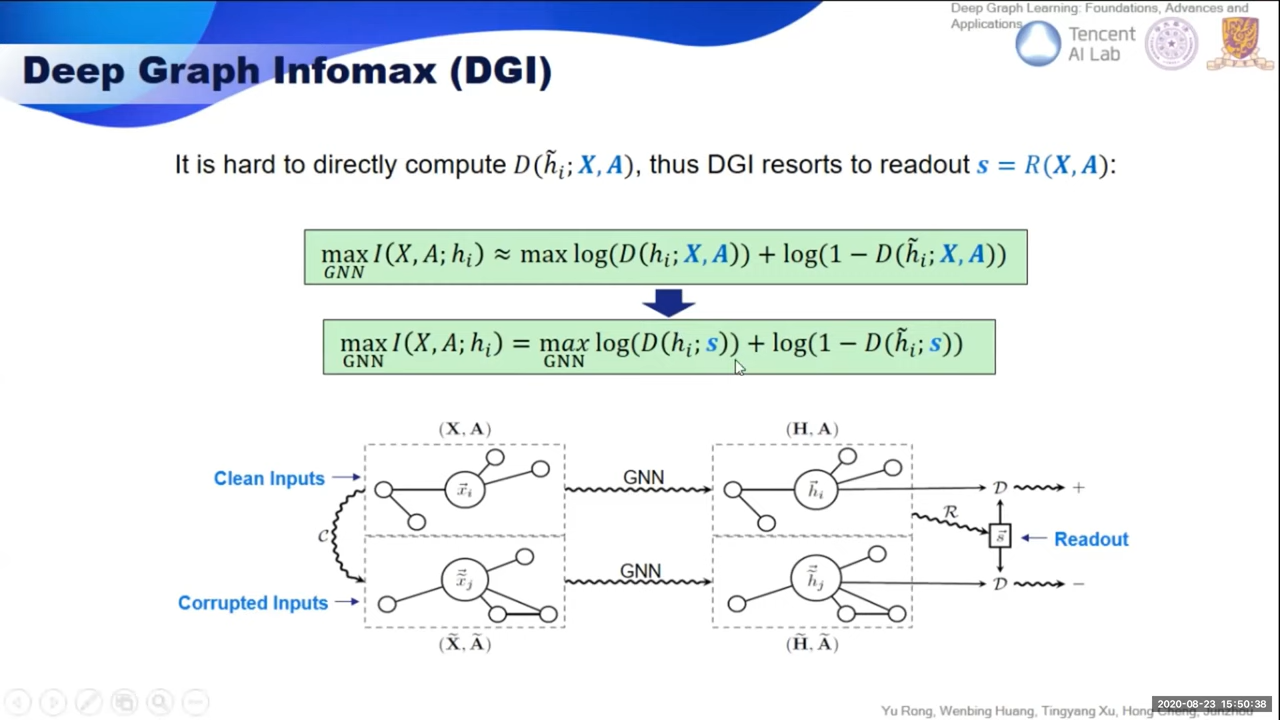 Deep Graph Learning: Foundations, Advances and
Applications
Tencent
AI Lab
Deep Graph Infomax (DGI)
It is hard to directly compute D(h̃ᵢ; X, A), thus DGI resorts to readout s = R(X, A):
max I(X, A; hᵢ) ≈ max log(D(hᵢ; X, A)) + log(1 − D(h̃ᵢ; X, A))
GNN
max I(X, A; hᵢ) = max log(D(hᵢ; s)) + log(1 − D(h̃ᵢ; s))
GNN GNN
(X, A) (H, A)
Clean Inputs
x⃗ᵢ
GNN
h⃗ᵢ
D +
C
R
s⃗
Readout
Corrupted Inputs
x̃⃗ⱼ
GNN
h̃⃗ⱼ
D −
(X̃, Ã) (H̃, Ã)
2020-08-23 15:50:38
Yu Rong, Wenbing Huang, Tingyang Xu, Hong Cheng, Junzhou